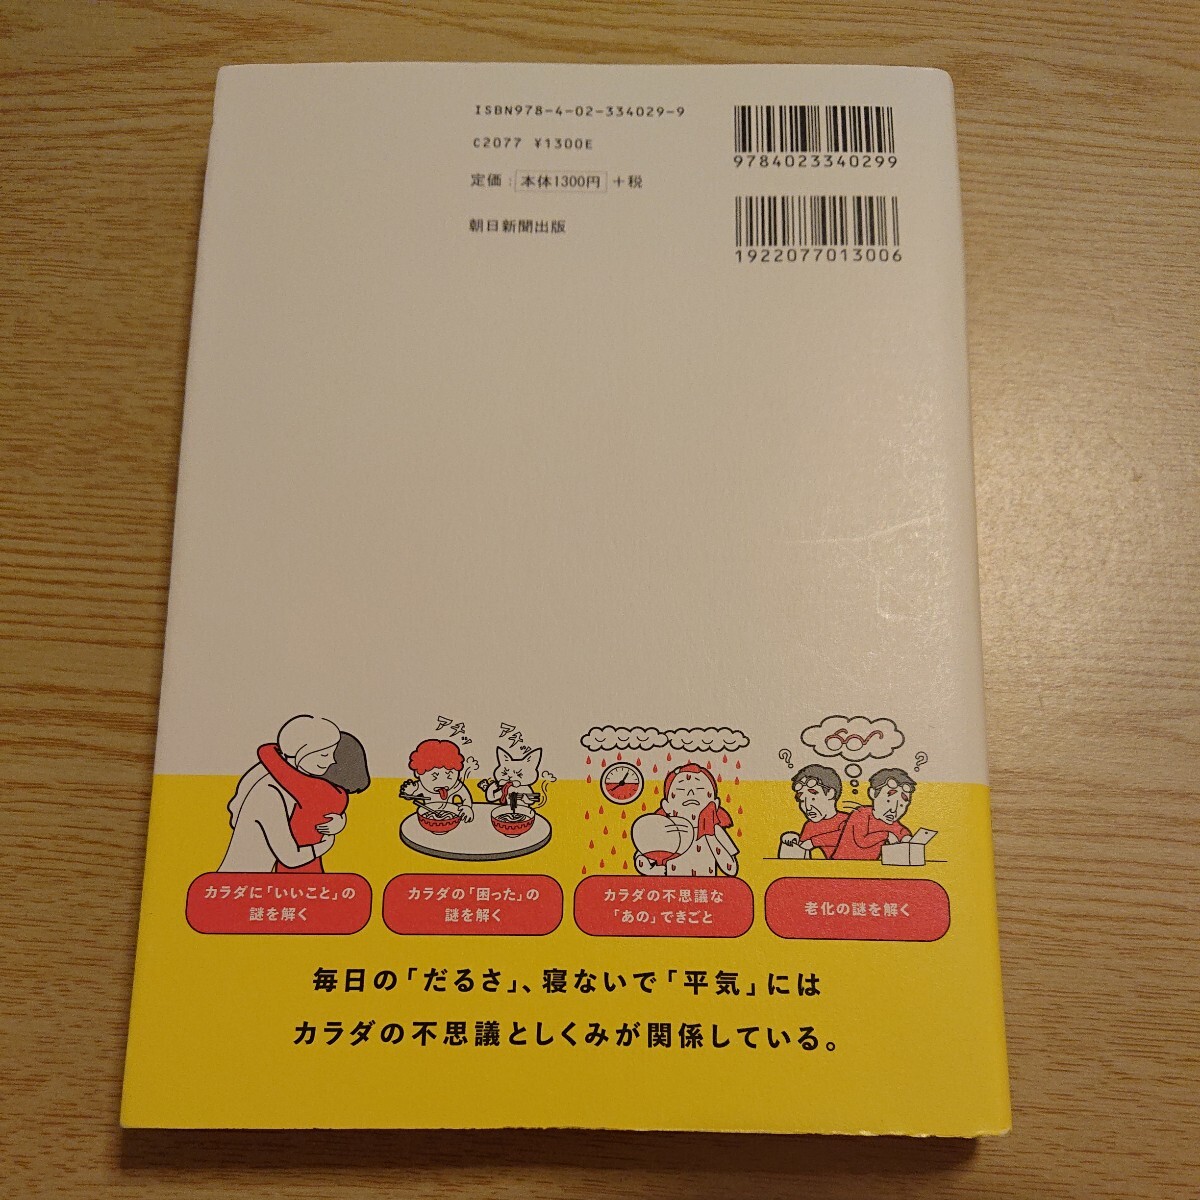 ISBN978-4-02-334029-9
C2077 ¥1300E
定価：本体1300円＋税
朝日新聞出版
9784023340299
1922077013006
アチッ
アチッ
?
?
カラダに「いいこと」の
謎を解く
カラダの「困った」の
謎を解く
カラダの不思議な
「あの」できごと
老化の謎を解く
毎日の「だるさ」、寝ないで「平気」には
カラダの不思議としくみが関係している。